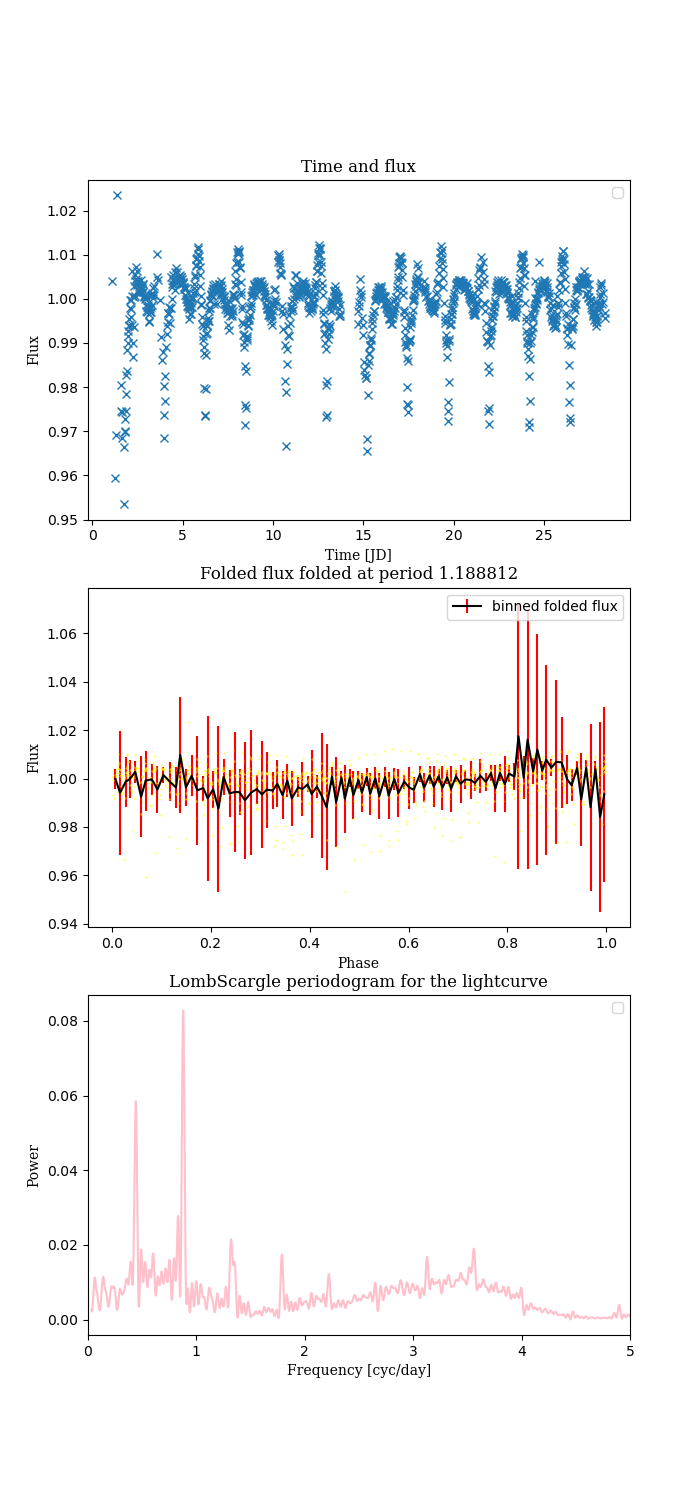 Time and flux
1.02
1.01
1.00
0.99
0.98
0.97
0.96
0.95
Flux
0 5 10 15 20 25
Time [JD]
Folded flux folded at period 1.188812
binned folded flux
1.06
1.04
1.02
1.00
0.98
0.96
0.94
Flux
0.0 0.2 0.4 0.6 0.8 1.0
Phase
LombScargle periodogram for the lightcurve
0.08
0.06
0.04
0.02
0.00
Power
0 1 2 3 4 5
Frequency [cyc/day]